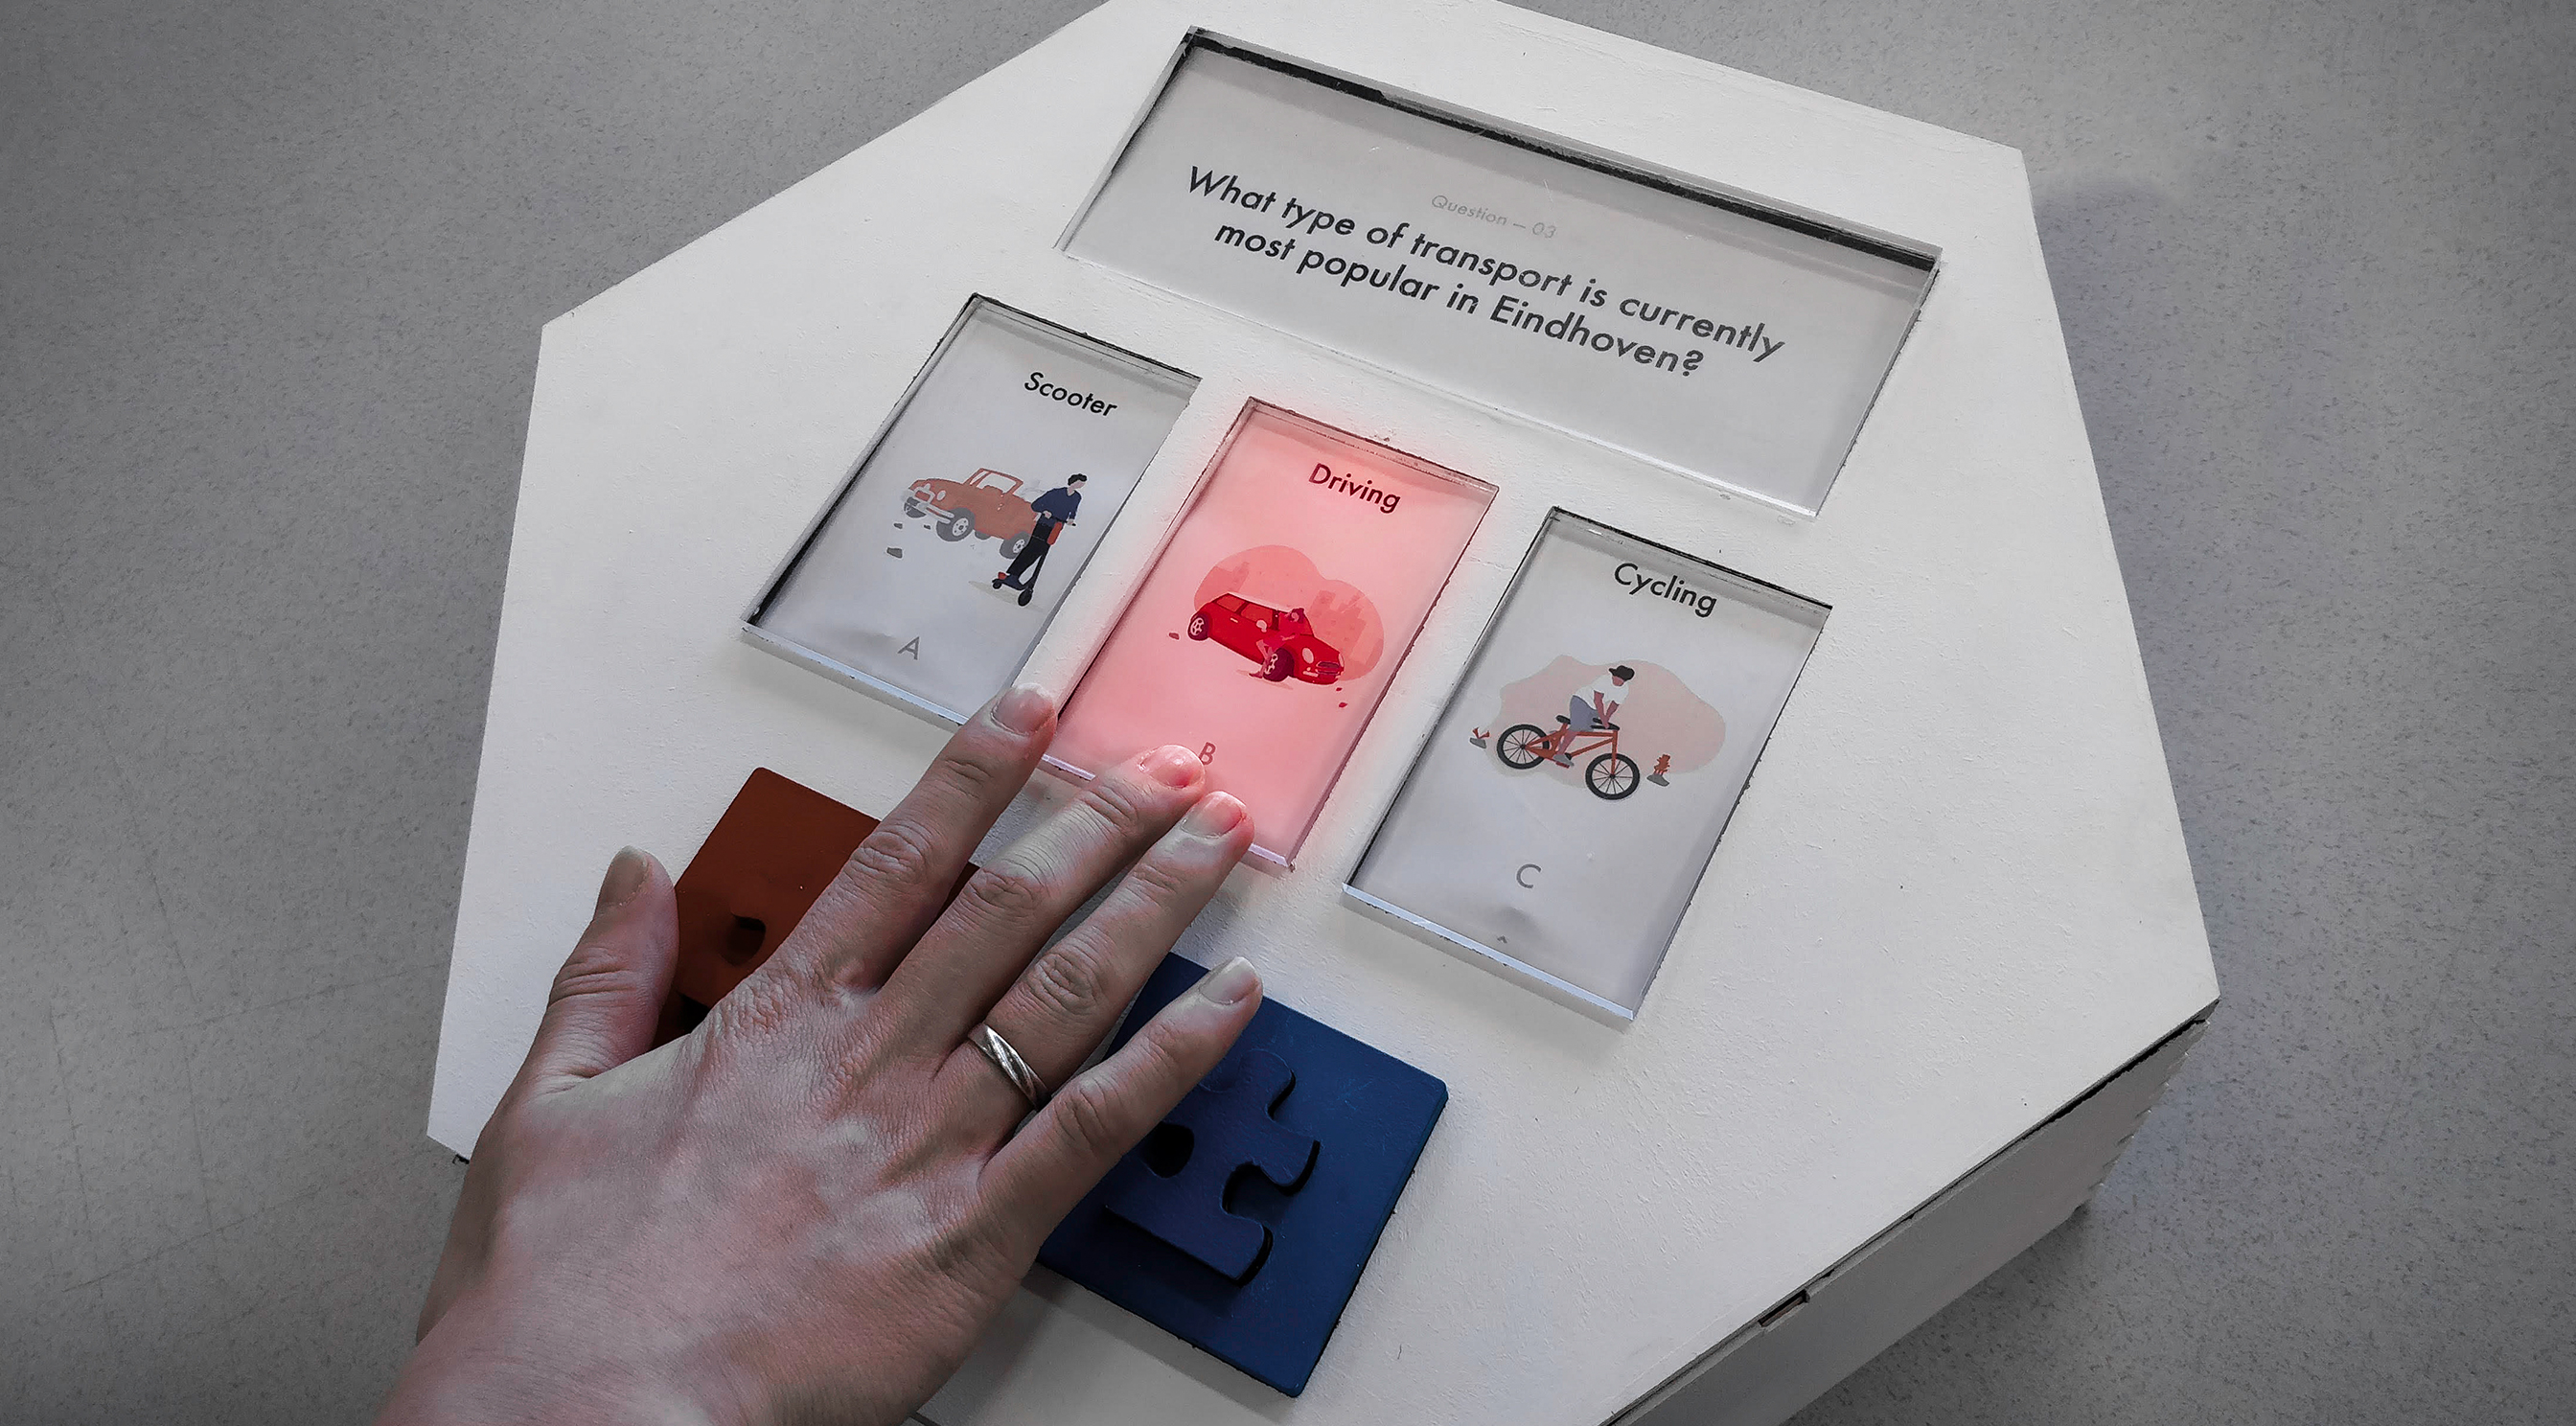 Question – 03
What type of transport is currently
most popular in Eindhoven?
Scooter
A
Driving
B
Cycling
C